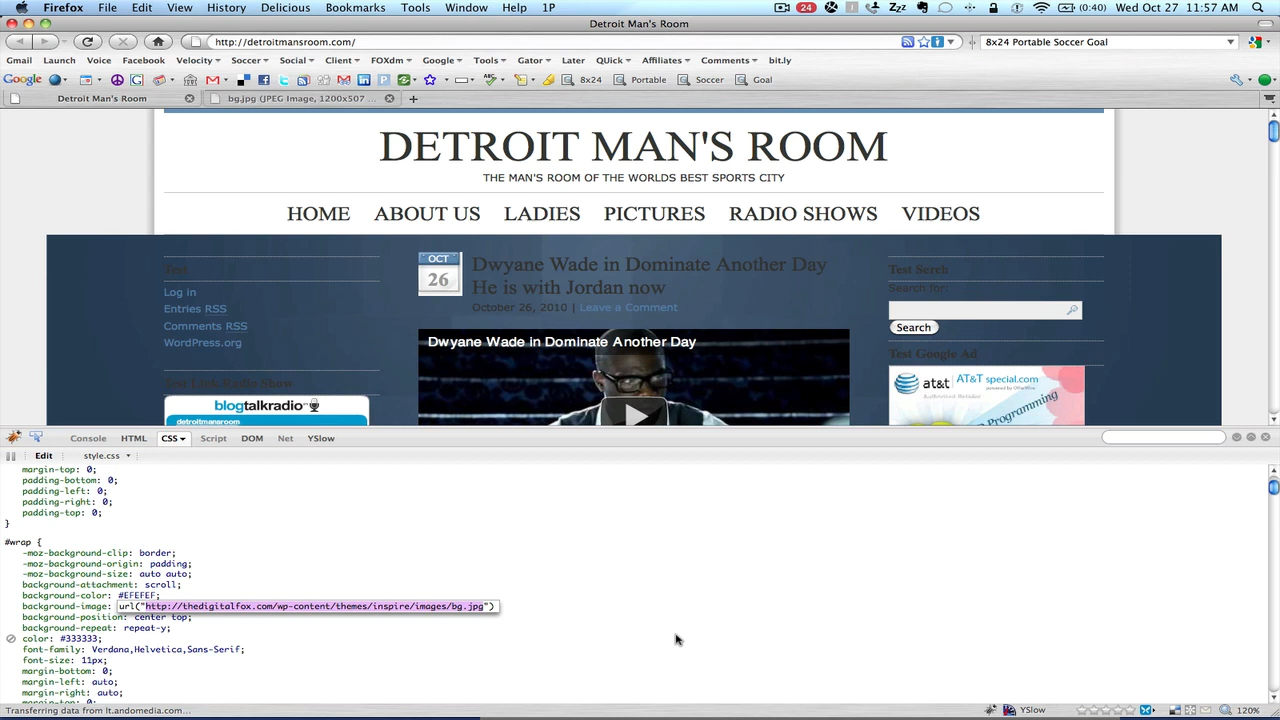 Firefox File Edit View History Delicious Bookmarks Tools Window Help 1P 24 Zzz (0:40) Wed Oct 27 11:57 AM
Detroit Man's Room
http://detroitmansroom.com/ 8x24 Portable Soccer Goal
Gmail Launch Voice Facebook Velocity Soccer Social Client FOXdm Google Tools Gator Later QUick Affiliates Comments bit.ly
Google 8x24 Portable Soccer Goal
Detroit Man's Room bg.jpg (JPEG Image, 1200x507 ...
DETROIT MAN'S ROOM
THE MAN'S ROOM OF THE WORLDS BEST SPORTS CITY
HOME ABOUT US LADIES PICTURES RADIO SHOWS VIDEOS
Test
Log in
Entries RSS
Comments RSS
WordPress.org
blogtalkradio
detroitmansroom
OCT
26
Dwyane Wade in Dominate Another Day
He is with Jordan now
October 26, 2010 | Leave a Comment
Dwyane Wade in Dominate Another Day
Test Serch
Search for:
Search
Test Google Ad
at&t AT&T special.com
Programming
Console HTML CSS Script DOM Net YSlow
Edit style.css
margin-top: 0;
padding-bottom: 0;
padding-left: 0;
padding-right: 0;
padding-top: 0;
}
#wrap {
-moz-background-clip: border;
-moz-background-origin: padding;
-moz-background-size: auto auto;
background-attachment: scroll;
background-color: #EFEFEF;
background-image: url("http://thedigitalfox.com/wp-content/themes/inspire/images/bg.jpg")
background-position: center top;
background-repeat: repeat-y;
color: #333333;
font-family: Verdana,Helvetica,Sans-Serif;
font-size: 11px;
margin-bottom: 0;
margin-left: auto;
margin-right: auto;
margin-top: 0;
Transferring data from lt.andomedia.com... YSlow 120%